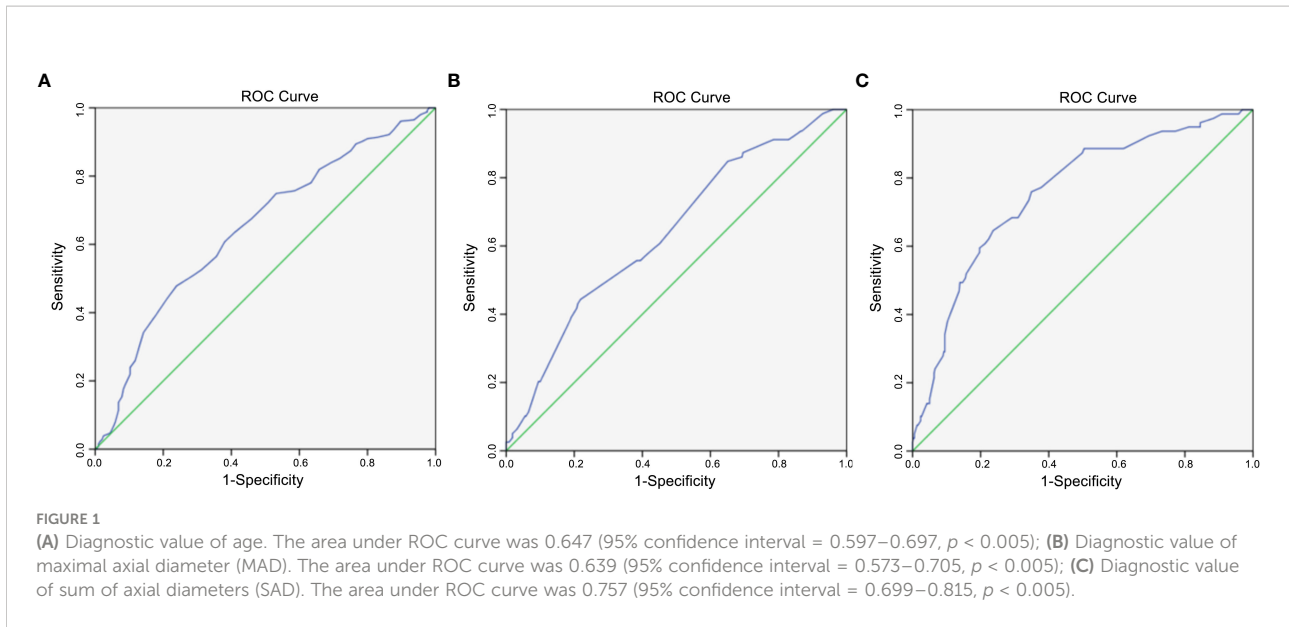 A
B
C
ROC Curve
ROC Curve
ROC Curve
1.0
0.8
0.6
0.4
0.2
0.0
Sensitivity
0.0 0.2 0.4 0.6 0.8 1.0
1-Specificity
1.0
0.8
0.6
0.4
0.2
0.0
Sensitivity
0.0 0.2 0.4 0.6 0.8 1.0
1-Specificity
1.0
0.8
0.6
0.4
0.2
0.0
Sensitivity
0.0 0.2 0.4 0.6 0.8 1.0
1-Specificity
FIGURE 1
(A) Diagnostic value of age. The area under ROC curve was 0.647 (95% confidence interval = 0.597–0.697, p < 0.005); (B) Diagnostic value of
maximal axial diameter (MAD). The area under ROC curve was 0.639 (95% confidence interval = 0.573–0.705, p < 0.005); (C) Diagnostic value
of sum of axial diameters (SAD). The area under ROC curve was 0.757 (95% confidence interval = 0.699–0.815, p < 0.005).